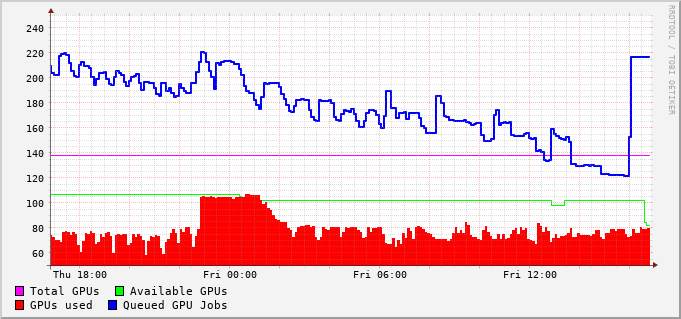 240
220
200
180
160
140
120
100
80
60
Thu 18:00 Fri 00:00 Fri 06:00 Fri 12:00
Total GPUs Available GPUs
GPUs used Queued GPU Jobs
RRDTOOL / TOBI OETIKER